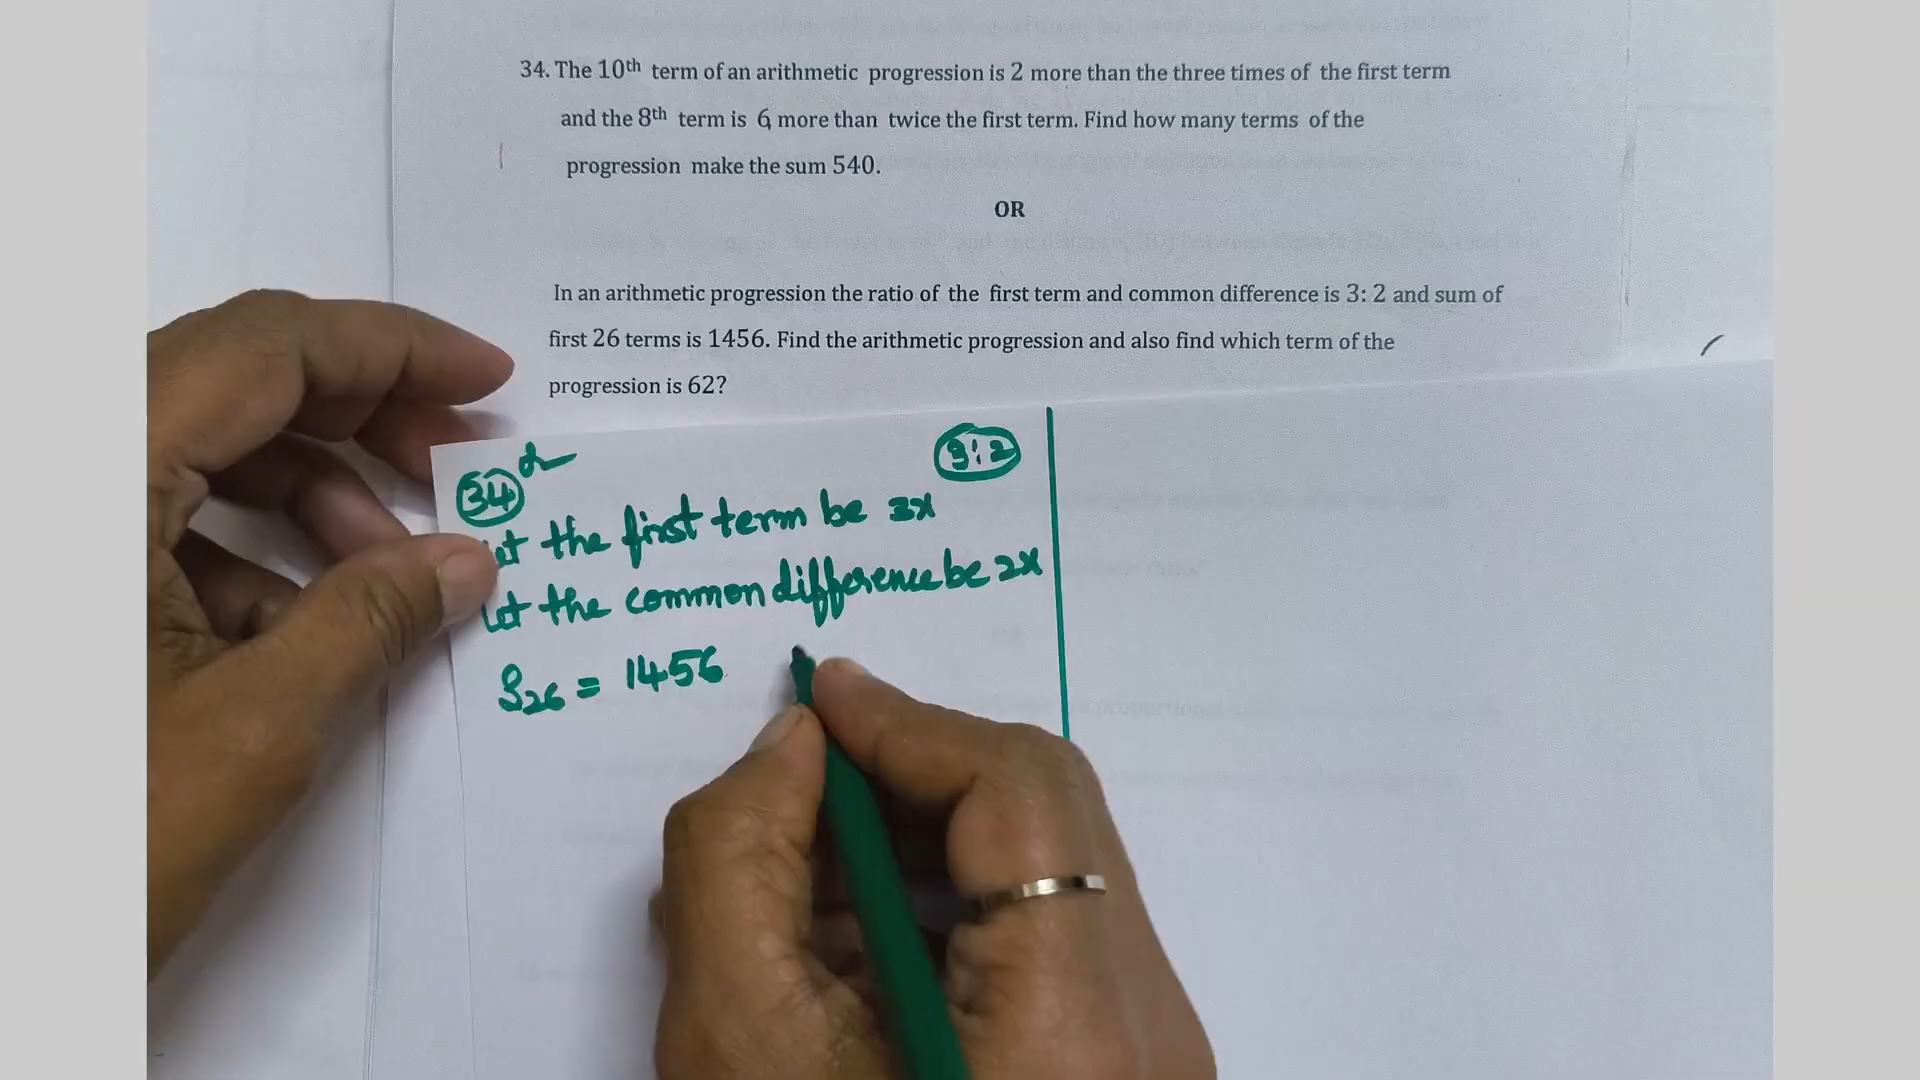 34. The 10th term of an arithmetic progression is 2 more than the three times of the first term
and the 8th term is 6 more than twice the first term. Find how many terms of the
progression make the sum 540.
OR
In an arithmetic progression the ratio of the first term and common difference is 3: 2 and sum of
first 26 terms is 1456. Find the arithmetic progression and also find which term of the
progression is 62?
34 or
3:2
Let the first term be 3x
Let the common difference be 2x
S26 = 1456